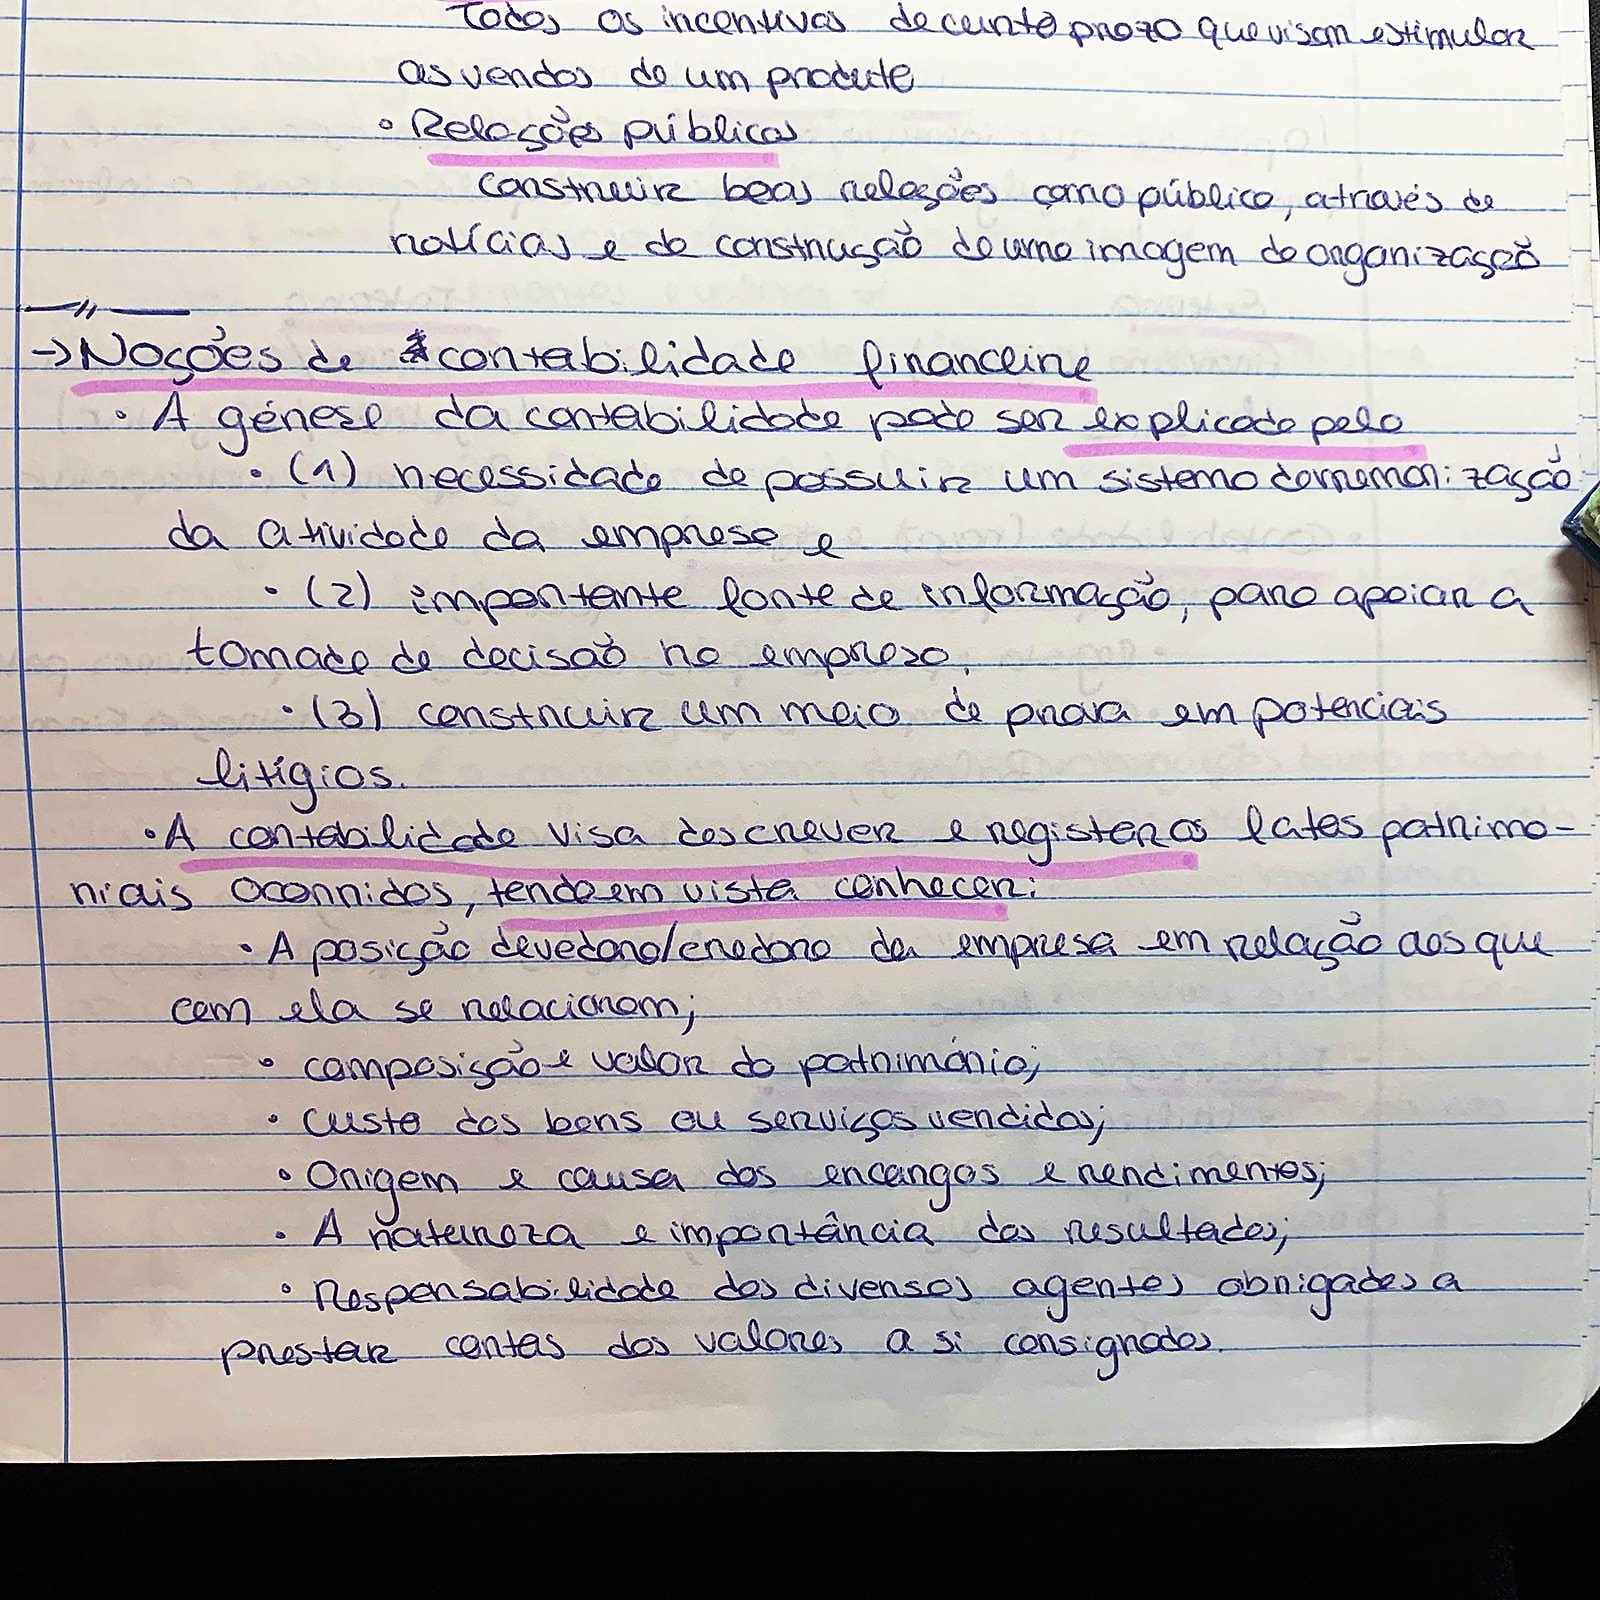 Todos os incentivos de curto prazo que visam estimular
as vendas de um produto
• Relações públicas
construir boas relações com o público, através de
notícias e da construção de uma imagem da organização
→ Noções de contabilidade financeira
• A génese da contabilidade pode ser explicada pela
• (1) necessidade de possuir um sistema de memorização
da atividade da empresa e
• (2) importante fonte de informação, para apoiar a
tomada de decisão na empresa,
• (3) construir um meio de prova em potenciais
litígios.
• A contabilidade visa descrever e registar os fatos patrimo-
niais ocorridos, tendo em vista conhecer:
• A posição devedora/credora da empresa em relação aos que
com ela se relacionam;
• composição e valor do património;
• Custo dos bens ou serviços vendidos;
• Origem e causa dos encargos e rendimentos;
• A natureza e importância dos resultados;
• Responsabilidade dos diversos agentes obrigados a
prestar contas dos valores a si consignados.